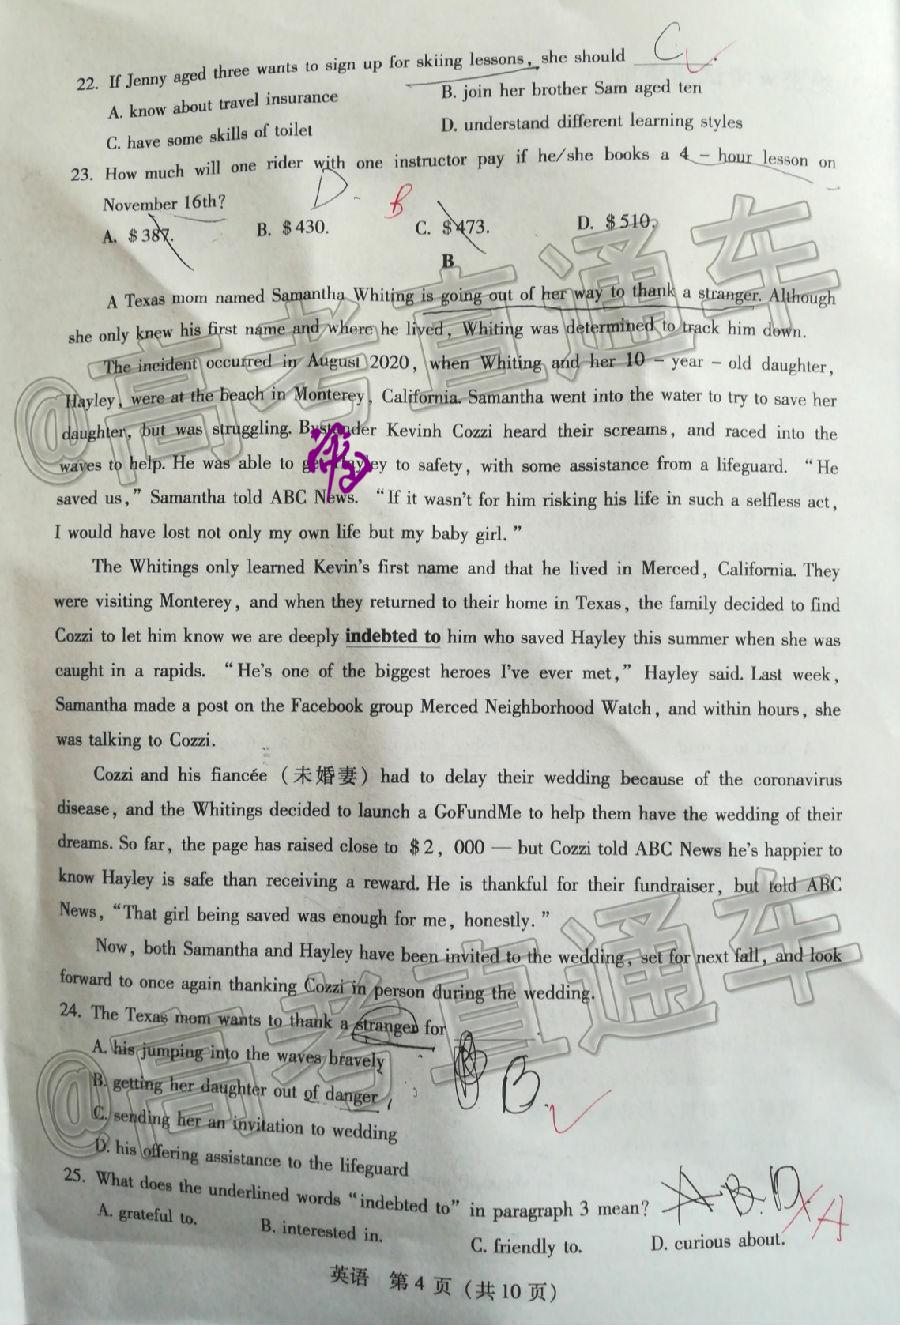 22. If Jenny aged three wants to sign up for skiing lessons, she should ______. C
A. know about travel insurance B. join her brother Sam aged ten
C. have some skills of toilet D. understand different learning styles
23. How much will one rider with one instructor pay if he/she books a 4 - hour lesson on
November 16th? D. B
A. $387. B. $430. C. $473. D. $510.
B
A Texas mom named Samantha Whiting is going out of her way to thank a stranger. Although
she only knew his first name and where he lived, Whiting was determined to track him down.
The incident occurred in August 2020, when Whiting and her 10 - year - old daughter,
Hayley, were at the beach in Monterey, California. Samantha went into the water to try to save her
daughter, but was struggling. Bystander Kevinh Cozzi heard their screams, and raced into the
waves to help. He was able to get Hayley to safety, with some assistance from a lifeguard. “He
saved us,” Samantha told ABC News. “If it wasn't for him risking his life in such a selfless act,
I would have lost not only my own life but my baby girl.”
The Whitings only learned Kevin's first name and that he lived in Merced, California. They
were visiting Monterey, and when they returned to their home in Texas, the family decided to find
Cozzi to let him know we are deeply indebted to him who saved Hayley this summer when she was
caught in a rapids. “He's one of the biggest heroes I've ever met,” Hayley said. Last week,
Samantha made a post on the Facebook group Merced Neighborhood Watch, and within hours, she
was talking to Cozzi.
Cozzi and his fiancée (未婚妻) had to delay their wedding because of the coronavirus
disease, and the Whitings decided to launch a GoFundMe to help them have the wedding of their
dreams. So far, the page has raised close to $2, 000 — but Cozzi told ABC News he's happier to
know Hayley is safe than receiving a reward. He is thankful for their fundraiser, but told ABC
News, “That girl being saved was enough for me, honestly.”
Now, both Samantha and Hayley have been invited to the wedding, set for next fall, and look
forward to once again thanking Cozzi in person during the wedding.
24. The Texas mom wants to thank a stranger for
A. his jumping into the waves bravely
B. getting her daughter out of danger B.
C. sending her an invitation to wedding
D. his offering assistance to the lifeguard
25. What does the underlined words “indebted to” in paragraph 3 mean? A B. D A
A. grateful to. B. interested in. C. friendly to. D. curious about.
英语 第 4 页 (共 10 页)
@高考直通车
@高考直通车